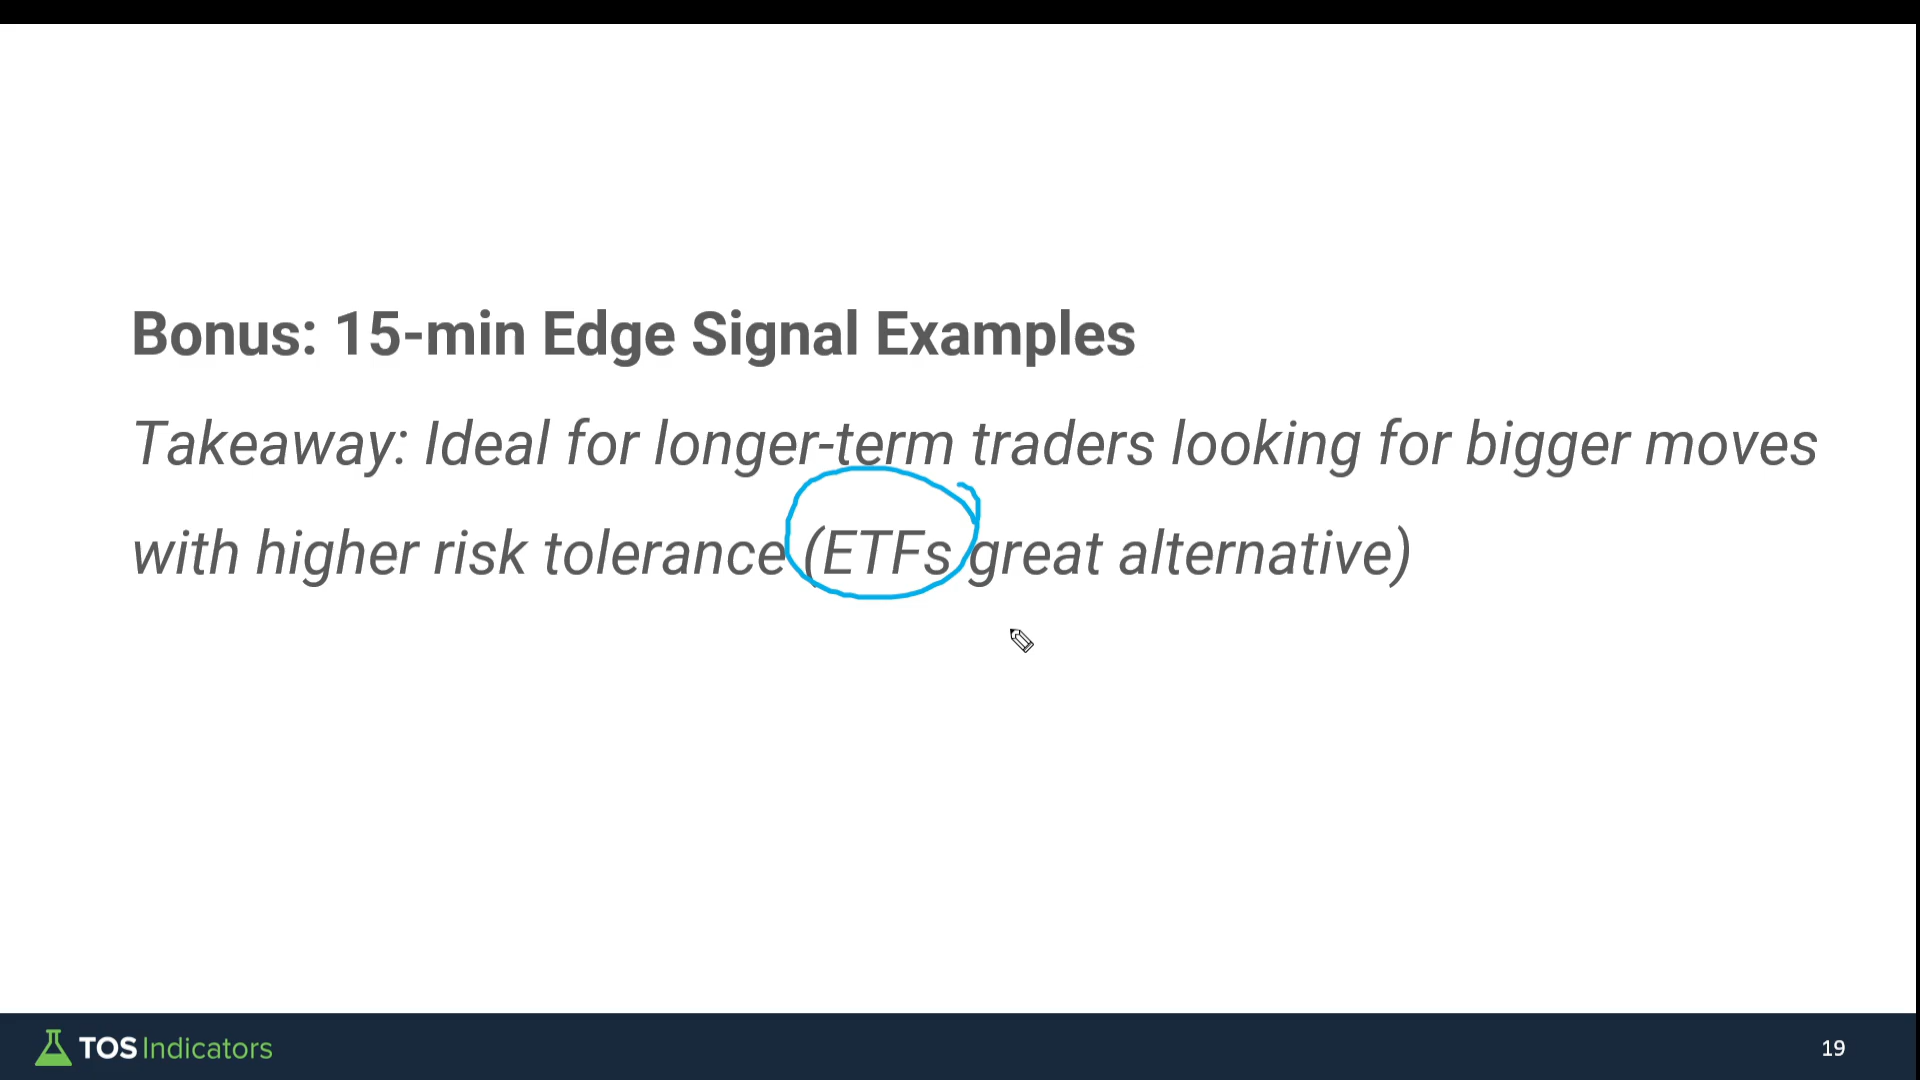 Bonus: 15-min Edge Signal Examples
Takeaway: Ideal for longer-term traders looking for bigger moves
with higher risk tolerance (ETFs great alternative)
TOS Indicators
19